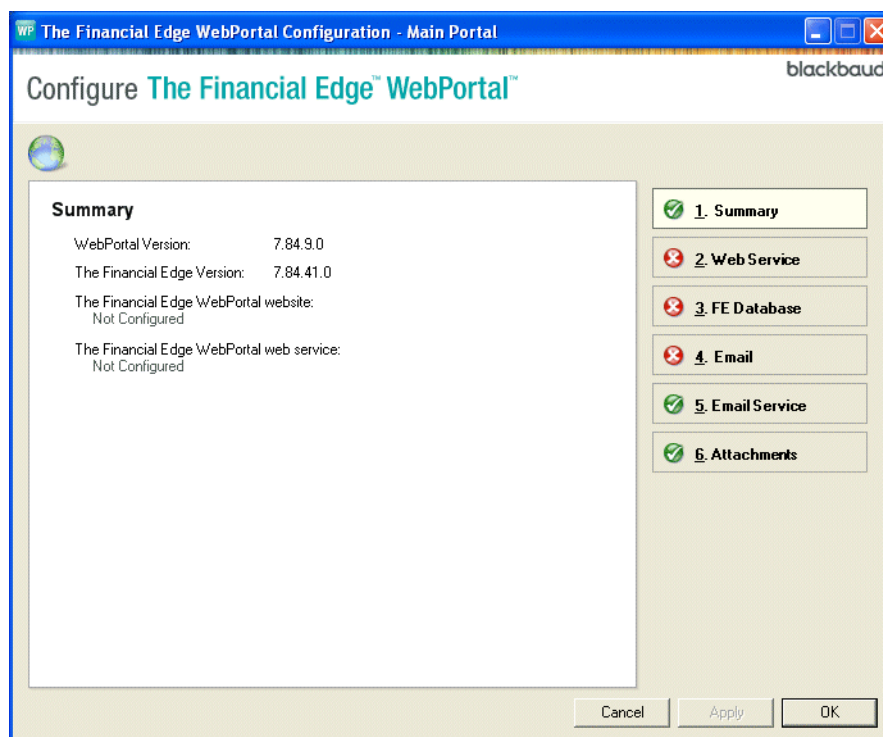 WP The Financial Edge WebPortal Configuration - Main Portal
blackbaud
Configure The Financial Edge™ WebPortal™
Summary
WebPortal Version: 7.84.9.0
The Financial Edge Version: 7.84.41.0
The Financial Edge WebPortal website:
Not Configured
The Financial Edge WebPortal web service:
Not Configured
1. Summary
2. Web Service
3. FE Database
4. Email
5. Email Service
6. Attachments
Cancel Apply OK